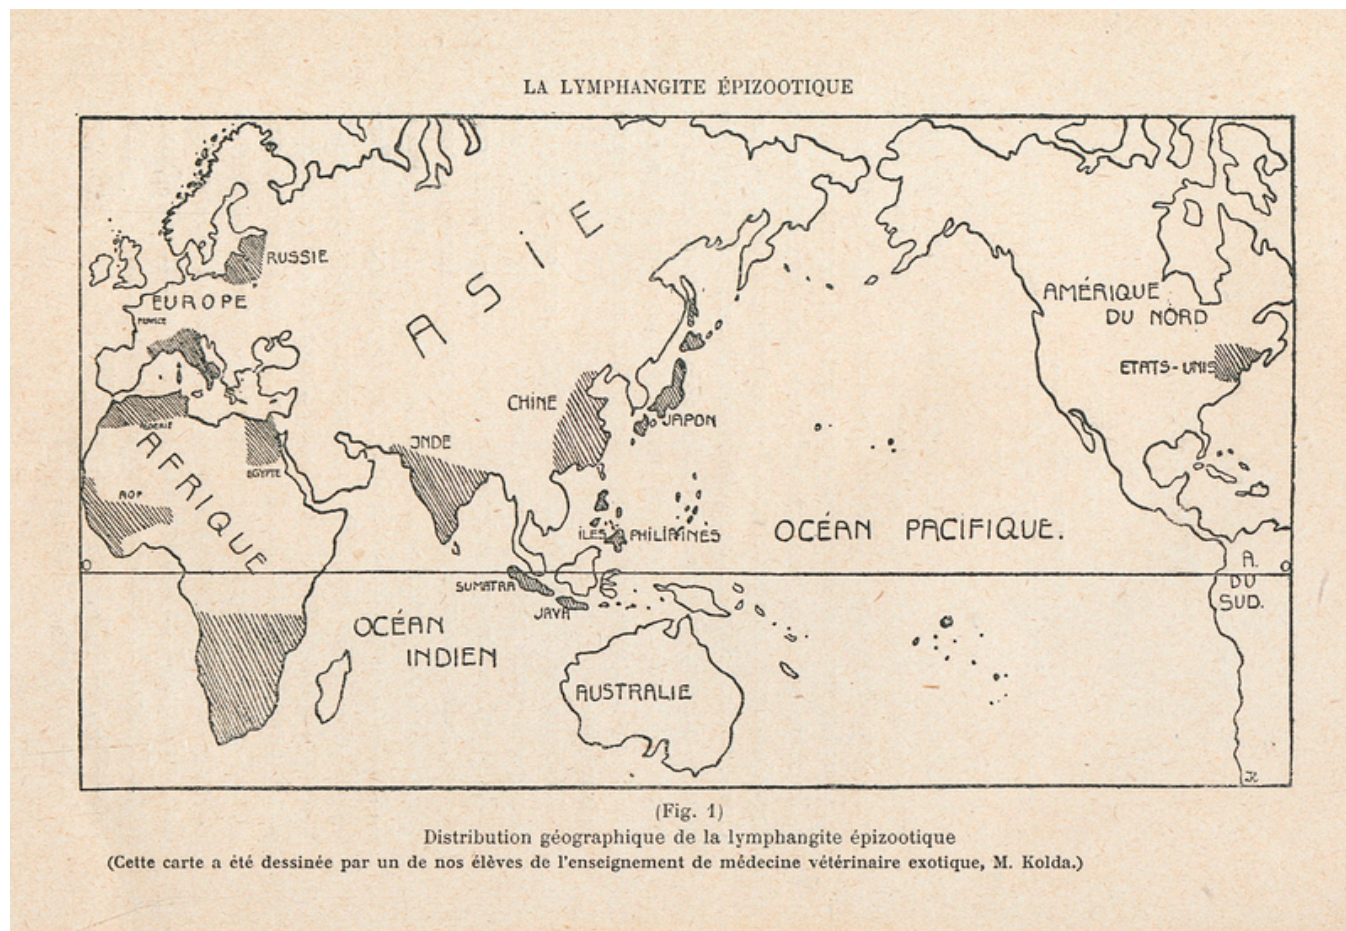 LA LYMPHANGITE ÉPIZOOTIQUE
RUSSIE
EUROPE
FRANCE
ASIE
AMÉRIQUE
DU NORD
ETATS-UNIS
CHINE
JAPON
INDE
ALGERIE
EGYPTE
AFRIQUE
AOF
ILES PHILIPINES
OCÉAN PACIFIQUE.
O
O
A.
DU
SUD.
SUMATRA
JAVA
OCÉAN
INDIEN
AUSTRALIE
(Fig. 1)
Distribution géographique de la lymphangite épizootique
(Cette carte a été dessinée par un de nos élèves de l'enseignement de médecine vétérinaire exotique, M. Kolda.)